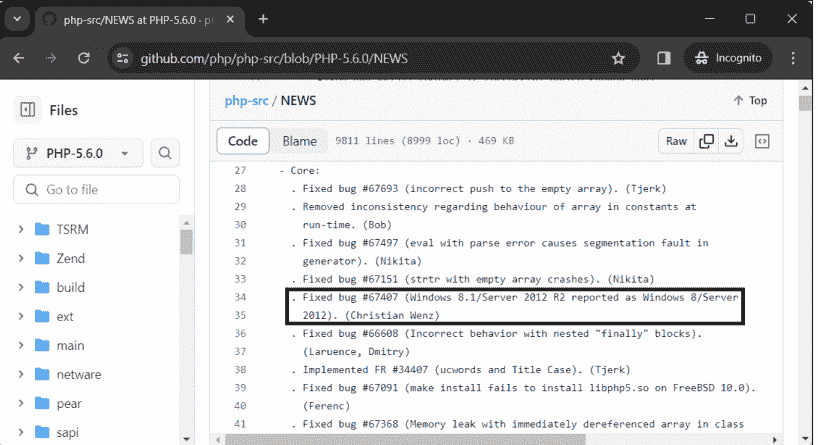 php-src/NEWS at PHP-5.6.0 · p
github.com/php/php-src/blob/PHP-5.6.0/NEWS
Incognito
Files
PHP-5.6.0
Go to file
TSRM
Zend
build
ext
main
netware
pear
sapi
php-src / NEWS
Top
Code
Blame
9811 lines (8999 loc) · 469 KB
Raw
27 - Core:
28 . Fixed bug #67693 (incorrect push to the empty array). (Tjerk)
29 . Removed inconsistency regarding behaviour of array in constants at
30 run-time. (Bob)
31 . Fixed bug #67497 (eval with parse error causes segmentation fault in
32 generator). (Nikita)
33 . Fixed bug #67151 (strtr with empty array crashes). (Nikita)
34 . Fixed bug #67407 (Windows 8.1/Server 2012 R2 reported as Windows 8/Server
35 2012). (Christian Wenz)
36 . Fixed bug #66608 (Incorrect behavior with nested "finally" blocks).
37 (Laruence, Dmitry)
38 . Implemented FR #34407 (ucwords and Title Case). (Tjerk)
39 . Fixed bug #67091 (make install fails to install libphp5.so on FreeBSD 10.0).
40 (Ferenc)
41 . Fixed bug #67368 (Memory leak with immediately dereferenced array in class